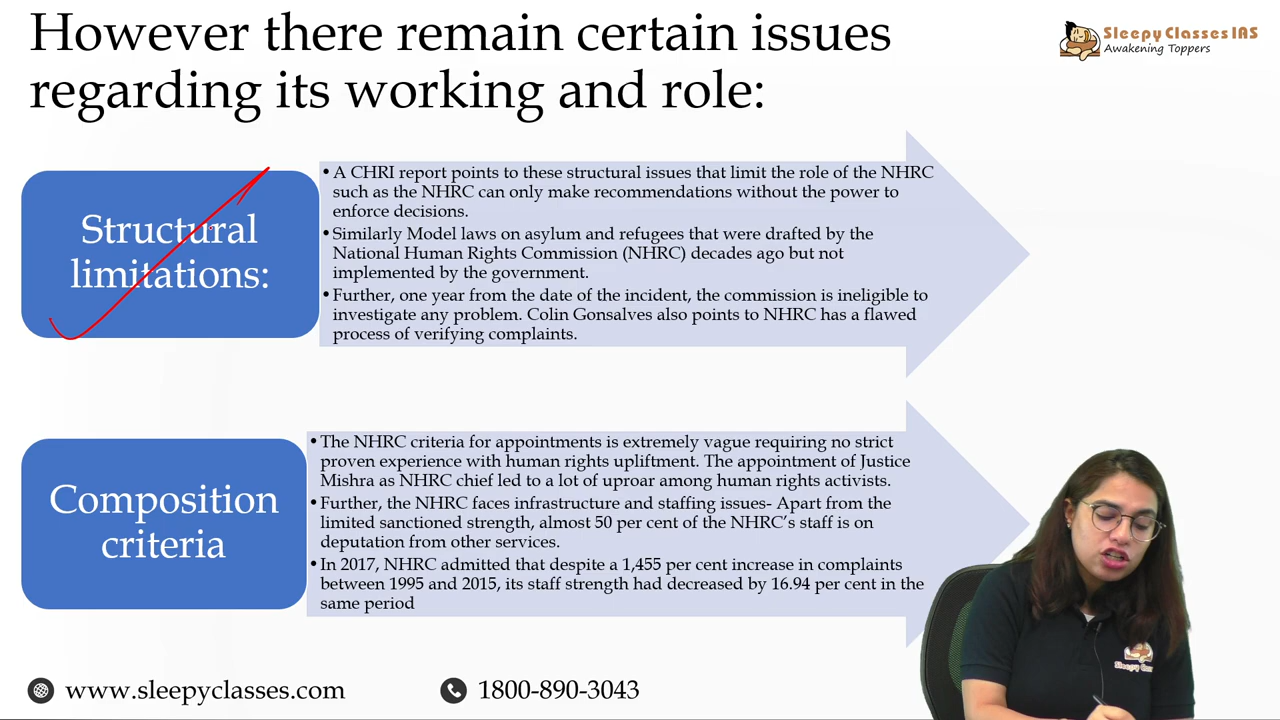 However there remain certain issues
regarding its working and role:
Sleepy Classes IAS
Awakening Toppers
Structural
limitations:
• A CHRI report points to these structural issues that limit the role of the NHRC
such as the NHRC can only make recommendations without the power to
enforce decisions.
• Similarly Model laws on asylum and refugees that were drafted by the
National Human Rights Commission (NHRC) decades ago but not
implemented by the government.
• Further, one year from the date of the incident, the commission is ineligible to
investigate any problem. Colin Gonsalves also points to NHRC has a flawed
process of verifying complaints.
Composition
criteria
• The NHRC criteria for appointments is extremely vague requiring no strict
proven experience with human rights upliftment. The appointment of Justice
Mishra as NHRC chief led to a lot of uproar among human rights activists.
• Further, the NHRC faces infrastructure and staffing issues- Apart from the
limited sanctioned strength, almost 50 per cent of the NHRC's staff is on
deputation from other services.
• In 2017, NHRC admitted that despite a 1,455 per cent increase in complaints
between 1995 and 2015, its staff strength had decreased by 16.94 per cent in the
same period
www.sleepyclasses.com
1800-890-3043